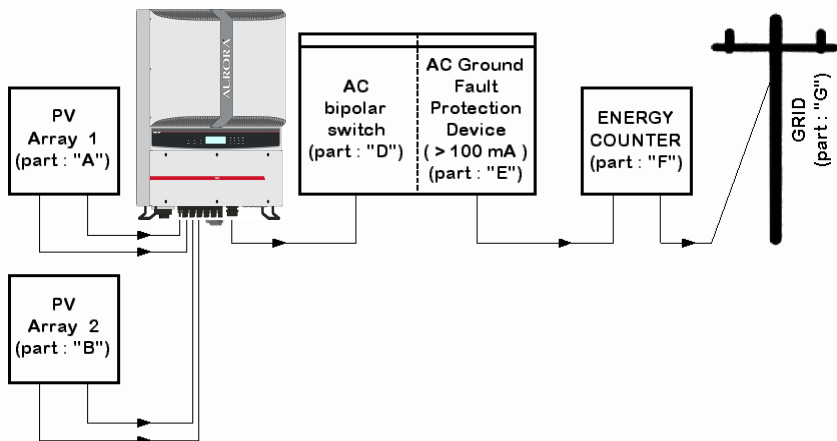 PV
Array 1
(part : "A")
AURORA
AC
bipolar
switch
(part : "D")
AC Ground
Fault
Protection
Device
( > 100 mA )
(part : "E")
ENERGY
COUNTER
(part : "F")
GRID
(part : "G")
PV
Array 2
(part : "B")